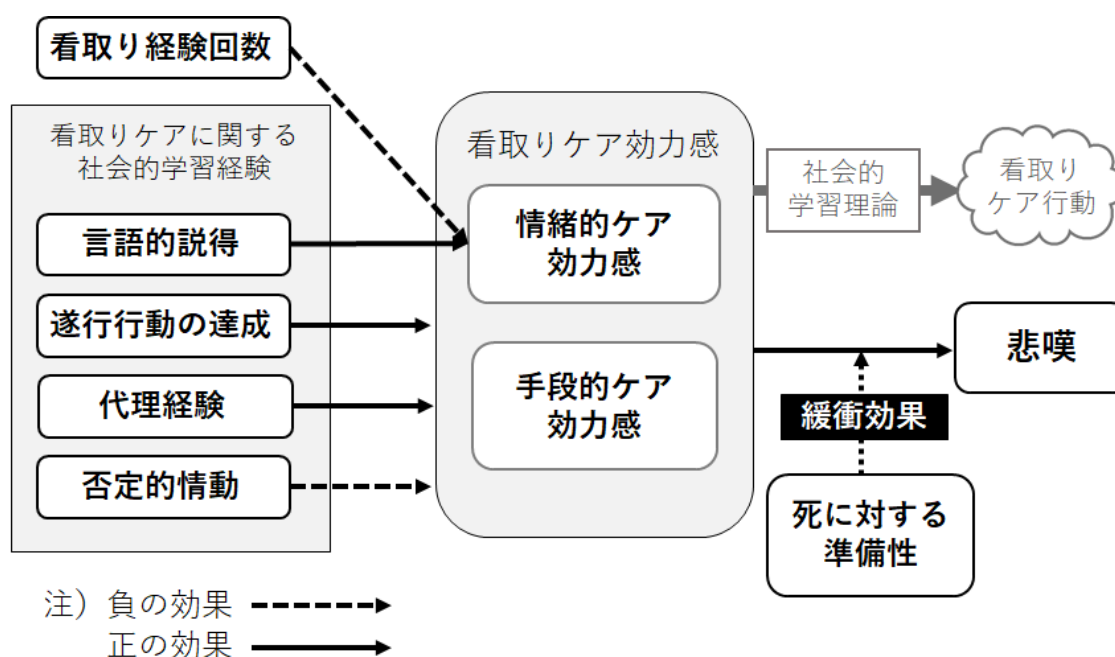 看取り経験回数
看取りケアに関する
社会的学習経験
言語的説得
遂行行動の達成
代理経験
否定的情動
看取りケア効力感
情緒的ケア
効力感
手段的ケア
効力感
社会的
学習理論
看取り
ケア行動
悲嘆
緩衝効果
死に対する
準備性
注）負の効果
正の効果